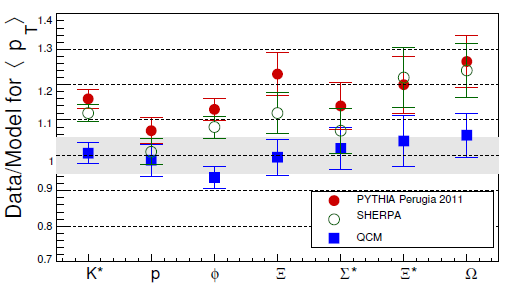 Data/Model for ⟨ p_T ⟩
1.4
1.3
1.2
1.1
1
0.9
0.8
0.7
PYTHIA Perugia 2011
SHERPA
QCM
K* p ϕ Ξ Σ* Ξ* Ω